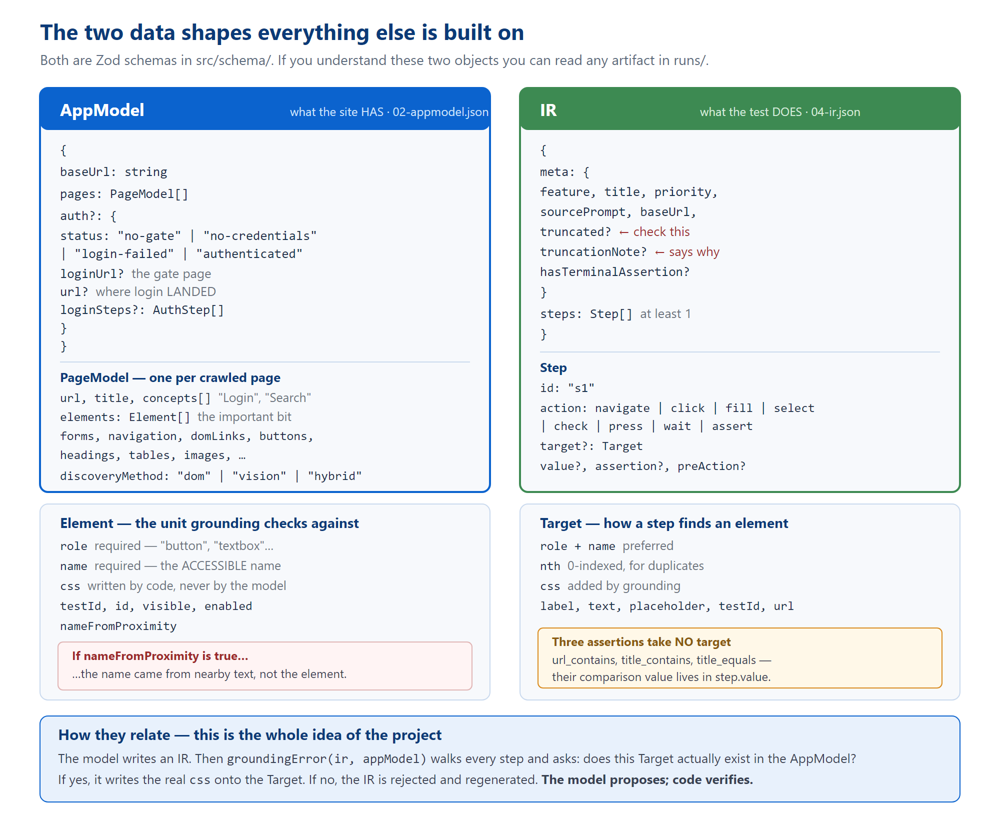 The two data shapes everything else is built on
Both are Zod schemas in src/schema/. If you understand these two objects you can read any artifact in runs/.
AppModel
what the site HAS · 02-appmodel.json
{
baseUrl: string
pages: PageModel[]
auth?: {
status: "no-gate" | "no-credentials"
| "login-failed" | "authenticated"
loginUrl? the gate page
url? where login LANDED
loginSteps?: AuthStep[]
}
}
PageModel — one per crawled page
url, title, concepts[] "Login", "Search"
elements: Element[] the important bit
forms, navigation, domLinks, buttons,
headings, tables, images, …
discoveryMethod: "dom" | "vision" | "hybrid"
Element — the unit grounding checks against
role required — "button", "textbox"…
name required — the ACCESSIBLE name
css written by code, never by the model
testId, id, visible, enabled
nameFromProximity
If nameFromProximity is true…
…the name came from nearby text, not the element.
IR
what the test DOES · 04-ir.json
{
meta: {
feature, title, priority,
sourcePrompt, baseUrl,
truncated? ← check this
truncationNote? ← says why
hasTerminalAssertion?
}
steps: Step[] at least 1
}
Step
id: "s1"
action: navigate | click | fill | select
| check | press | wait | assert
target?: Target
value?, assertion?, preAction?
Target — how a step finds an element
role + name preferred
nth 0-indexed, for duplicates
css added by grounding
label, text, placeholder, testId, url
Three assertions take NO target
url_contains, title_contains, title_equals —
their comparison value lives in step.value.
How they relate — this is the whole idea of the project
The model writes an IR. Then groundingError(ir, appModel) walks every step and asks: does this Target actually exist in the AppModel?
If yes, it writes the real css onto the Target. If no, the IR is rejected and regenerated. The model proposes; code verifies.